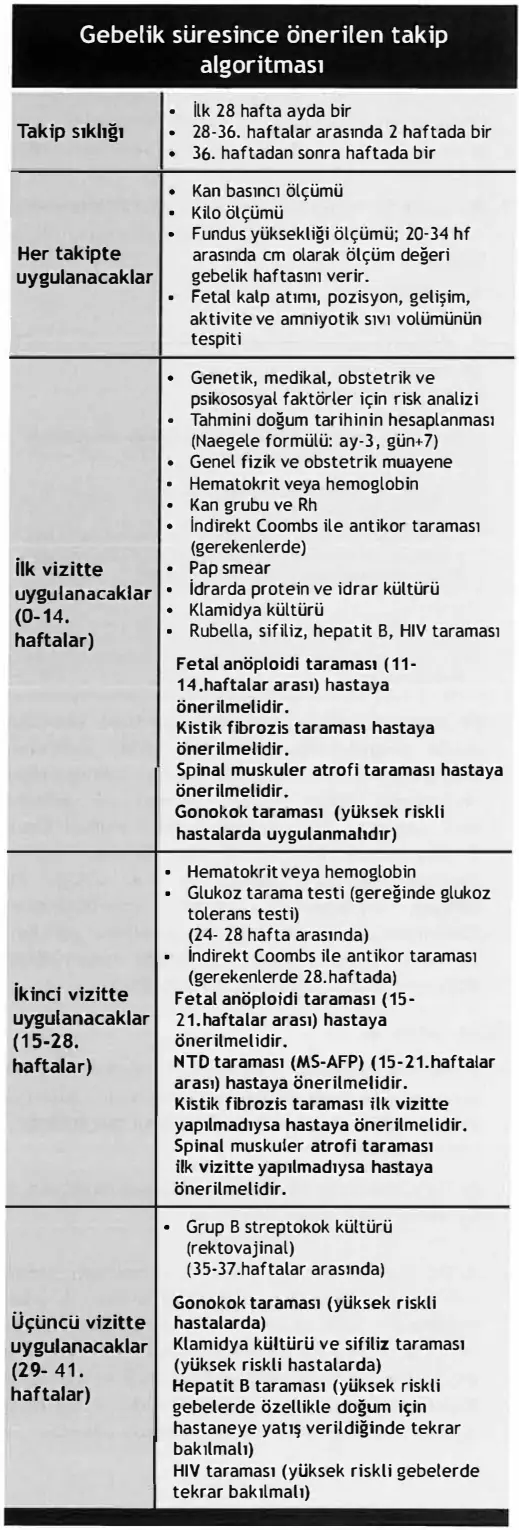 Gebelik süresince önerilen takip
algoritması
Takip sıklığı
• İlk 28 hafta ayda bir
• 28-36. haftalar arasında 2 haftada bir
• 36. haftadan sonra haftada bir
Her takipte
uygulanacaklar
• Kan basıncı ölçümü
• Kilo ölçümü
• Fundus yüksekliği ölçümü; 20-34 hf
arasında cm olarak ölçüm değeri
gebelik haftasını verir.
• Fetal kalp atımı, pozisyon, gelişim,
aktivite ve amniyotik sıvı volümünün
tespiti
İlk vizitte
uygulanacaklar
(0-14.
haftalar)
• Genetik, medikal, obstetrik ve
psikososyal faktörler için risk analizi
• Tahmini doğum tarihinin hesaplanması
(Naegele formülü: ay-3, gün+7)
• Genel fizik ve obstetrik muayene
• Hematokrit veya hemoglobin
• Kan grubu ve Rh
• İndirekt Coombs ile antikor taraması
(gerekenlerde)
• Pap smear
• İdrarda protein ve idrar kültürü
• Klamidya kültürü
• Rubella, sifiliz, hepatit B, HIV taraması
Fetal anöploidi taraması (11-
14.haftalar arası) hastaya
önerilmelidir.
Kistik fibrozis taraması hastaya
önerilmelidir.
Spinal muskuler atrofi taraması hastaya
önerilmelidir.
Gonokok taraması (yüksek riskli
hastalarda uygulanmalıdır)
İkinci vizitte
uygulanacaklar
(15-28.
haftalar)
• Hematokrit veya hemoglobin
• Glukoz tarama testi (gereğinde glukoz
tolerans testi)
(24- 28 hafta arasında)
• İndirekt Coombs ile antikor taraması
(gerekenlerde 28.haftada)
Fetal anöploidi taraması (15-
21.haftalar arası) hastaya
önerilmelidir.
NTD taraması (MS-AFP) (15-21.haftalar
arası) hastaya önerilmelidir.
Kistik fibrozis taraması ilk vizitte
yapılmadıysa hastaya önerilmelidir.
Spinal muskuler atrofi taraması
ilk vizitte yapılmadıysa hastaya
önerilmelidir.
Üçüncü vizitte
uygulanacaklar
(29- 41.
haftalar)
• Grup B streptokok kültürü
(rektovajinal)
(35-37.haftalar arasında)
Gonokok taraması (yüksek riskli
hastalarda)
Klamidya kültürü ve sifiliz taraması
(yüksek riskli hastalarda)
Hepatit B taraması (yüksek riskli
gebelerde özellikle doğum için
hastaneye yatış verildiğinde tekrar
bakılmalı)
HIV taraması (yüksek riskli gebelerde
tekrar bakılmalı)